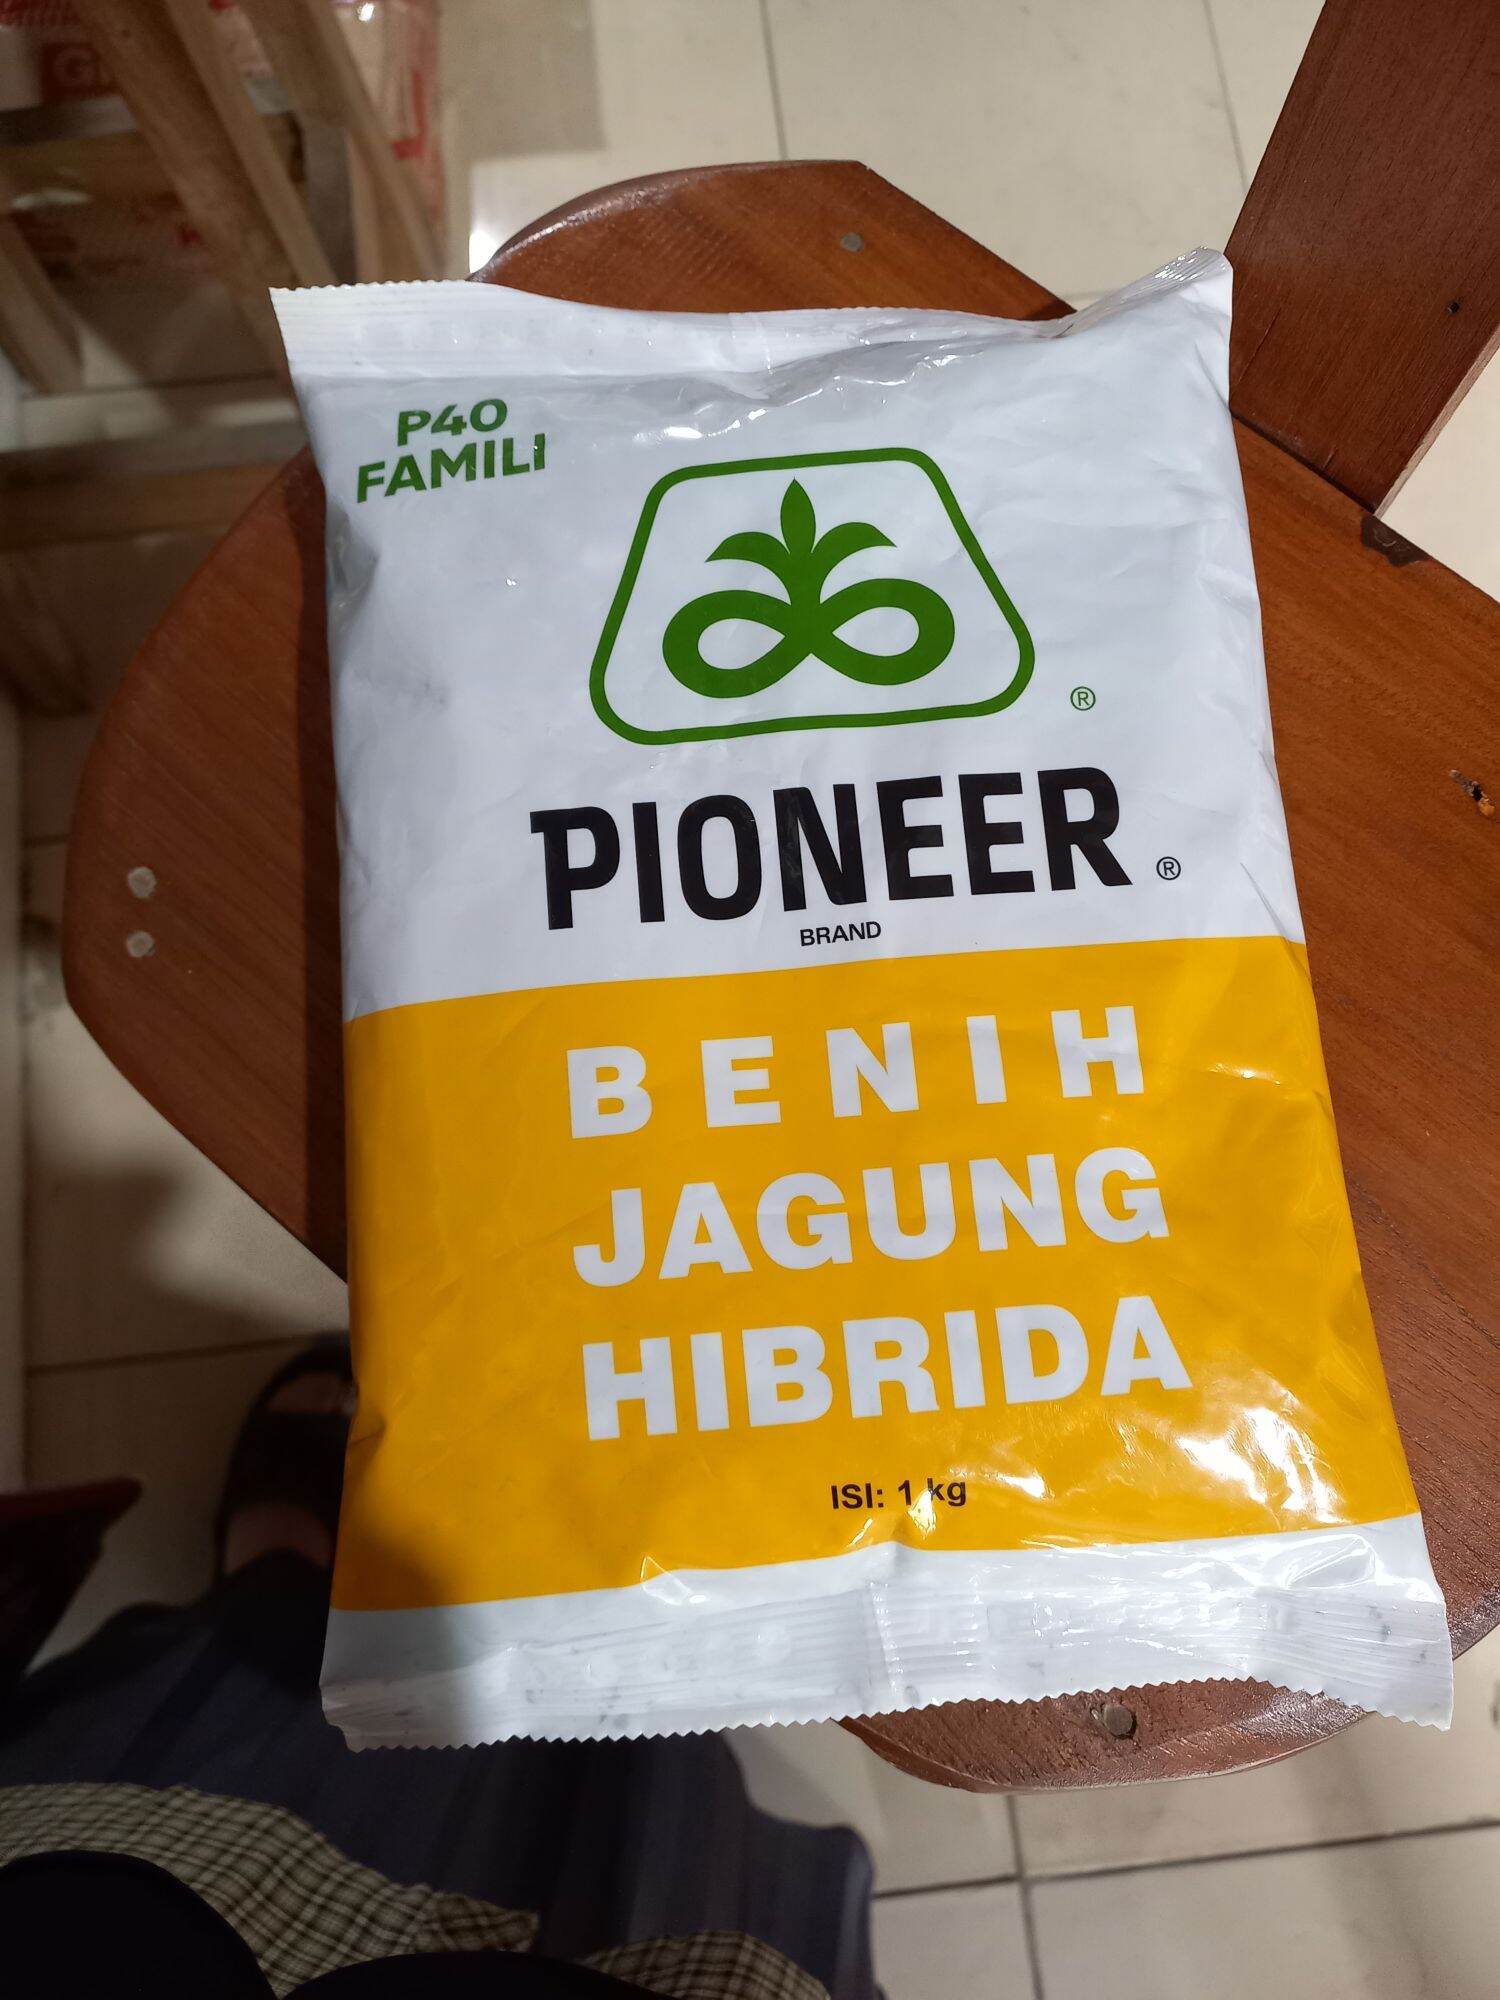 P40
FAMILI
®
PIONEER ®
BRAND
BENIH
JAGUNG
HIBRIDA
ISI: 1 kg